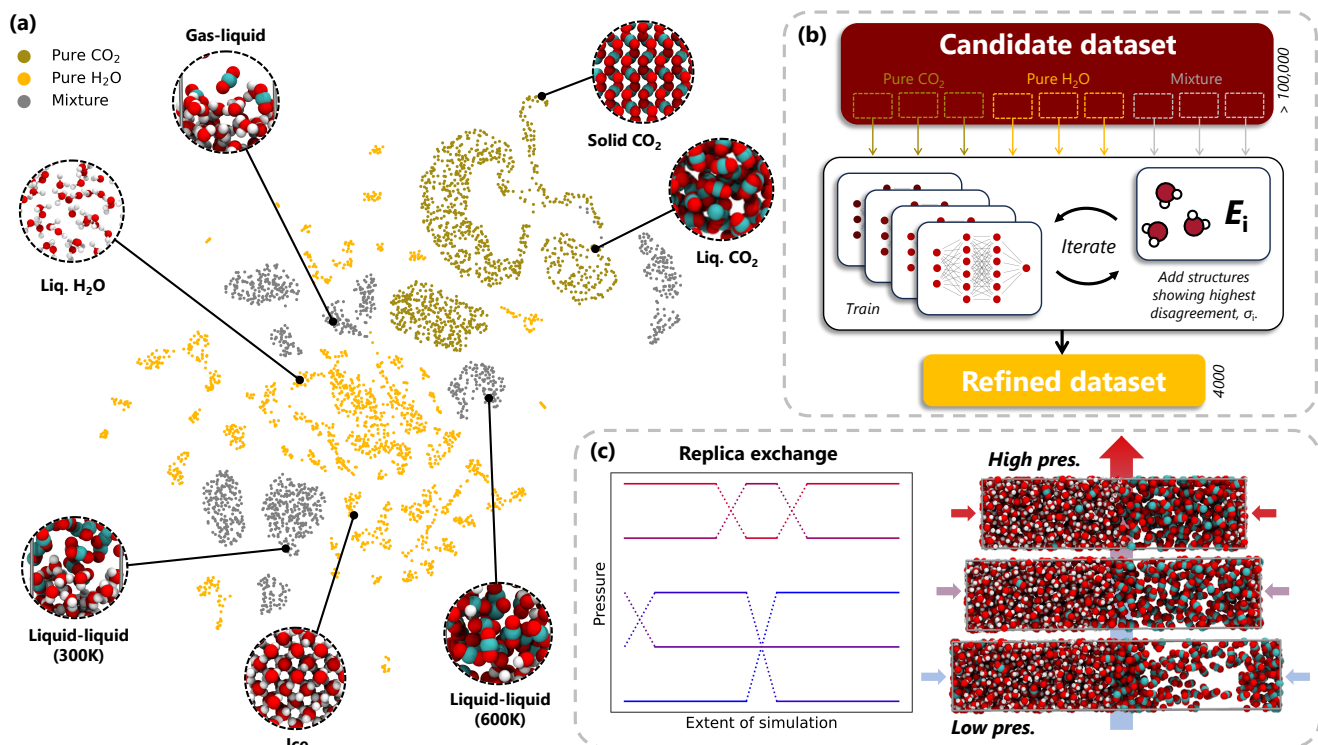 (a)
Pure CO₂
Pure H₂O
Mixture
Gas-liquid
Solid CO₂
Liq. H₂O
Liq. CO₂
Liquid-liquid
(300K)
Ice
Liquid-liquid
(600K)
(b)
Candidate dataset
Pure CO₂
Pure H₂O
Mixture
> 100,000
Train
Iterate
Eᵢ
Add structures
showing highest
disagreement, σᵢ.
Refined dataset
4000
(c)
Replica exchange
Pressure
Extent of simulation
High pres.
Low pres.